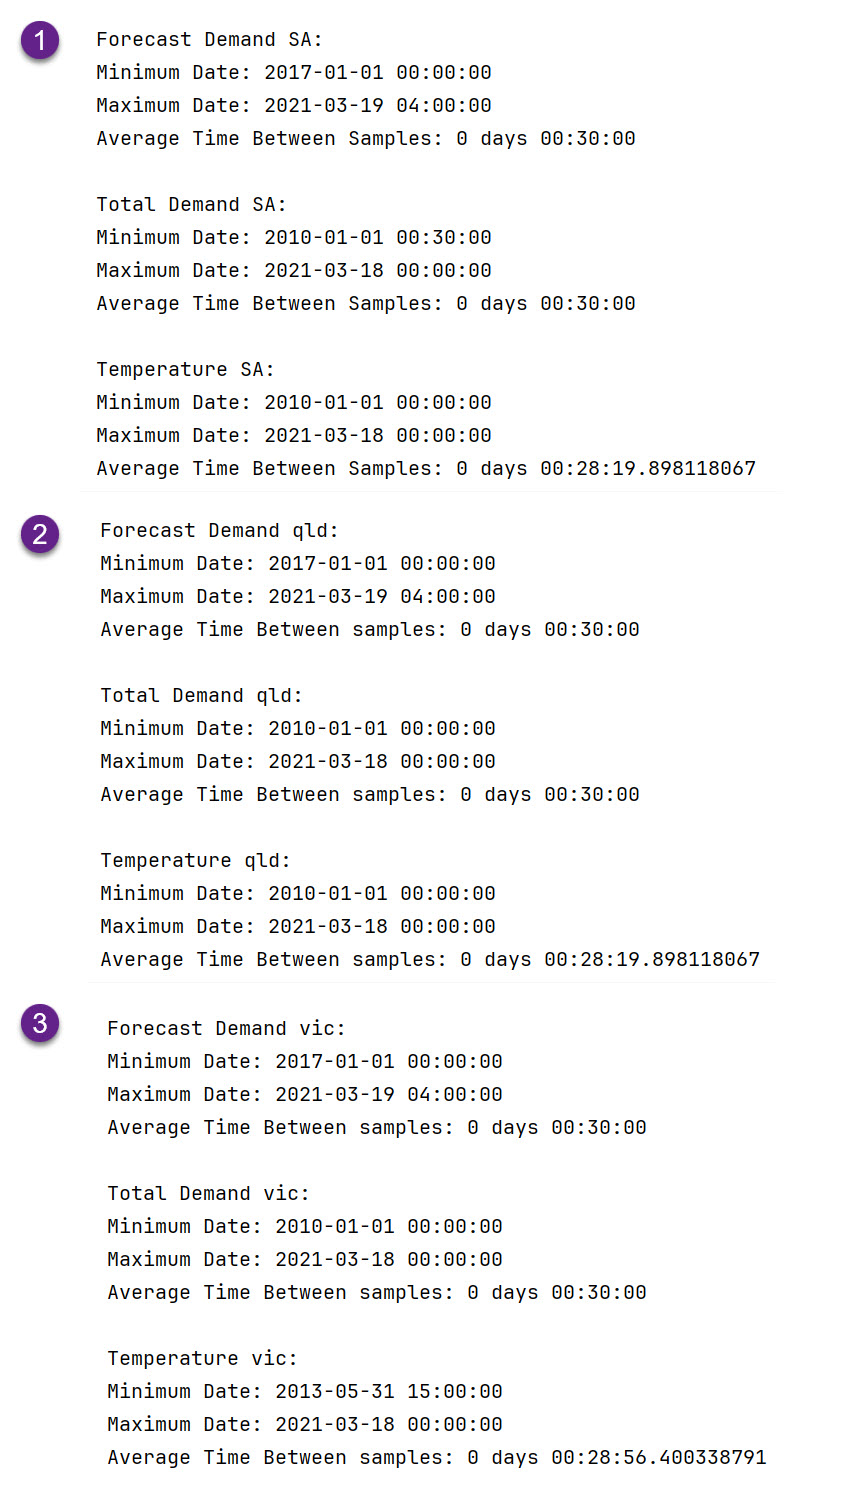 1
Forecast Demand SA:
Minimum Date: 2017-01-01 00:00:00
Maximum Date: 2021-03-19 04:00:00
Average Time Between Samples: 0 days 00:30:00
Total Demand SA:
Minimum Date: 2010-01-01 00:30:00
Maximum Date: 2021-03-18 00:00:00
Average Time Between Samples: 0 days 00:30:00
Temperature SA:
Minimum Date: 2010-01-01 00:00:00
Maximum Date: 2021-03-18 00:00:00
Average Time Between Samples: 0 days 00:28:19.898118067
2
Forecast Demand qld:
Minimum Date: 2017-01-01 00:00:00
Maximum Date: 2021-03-19 04:00:00
Average Time Between samples: 0 days 00:30:00
Total Demand qld:
Minimum Date: 2010-01-01 00:00:00
Maximum Date: 2021-03-18 00:00:00
Average Time Between samples: 0 days 00:30:00
Temperature qld:
Minimum Date: 2010-01-01 00:00:00
Maximum Date: 2021-03-18 00:00:00
Average Time Between samples: 0 days 00:28:19.898118067
3
Forecast Demand vic:
Minimum Date: 2017-01-01 00:00:00
Maximum Date: 2021-03-19 04:00:00
Average Time Between samples: 0 days 00:30:00
Total Demand vic:
Minimum Date: 2010-01-01 00:00:00
Maximum Date: 2021-03-18 00:00:00
Average Time Between samples: 0 days 00:30:00
Temperature vic:
Minimum Date: 2013-05-31 15:00:00
Maximum Date: 2021-03-18 00:00:00
Average Time Between samples: 0 days 00:28:56.400338791